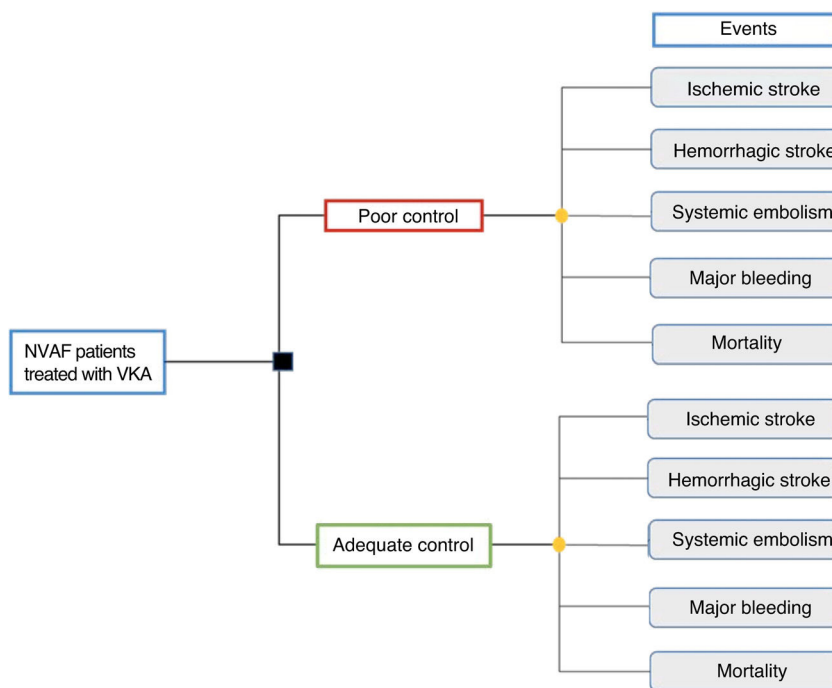 Events
Ischemic stroke
Hemorrhagic stroke
Systemic embolism
Poor control
Major bleeding
Mortality
NVAF patients
treated with VKA
Ischemic stroke
Hemorrhagic stroke
Systemic embolism
Adequate control
Major bleeding
Mortality